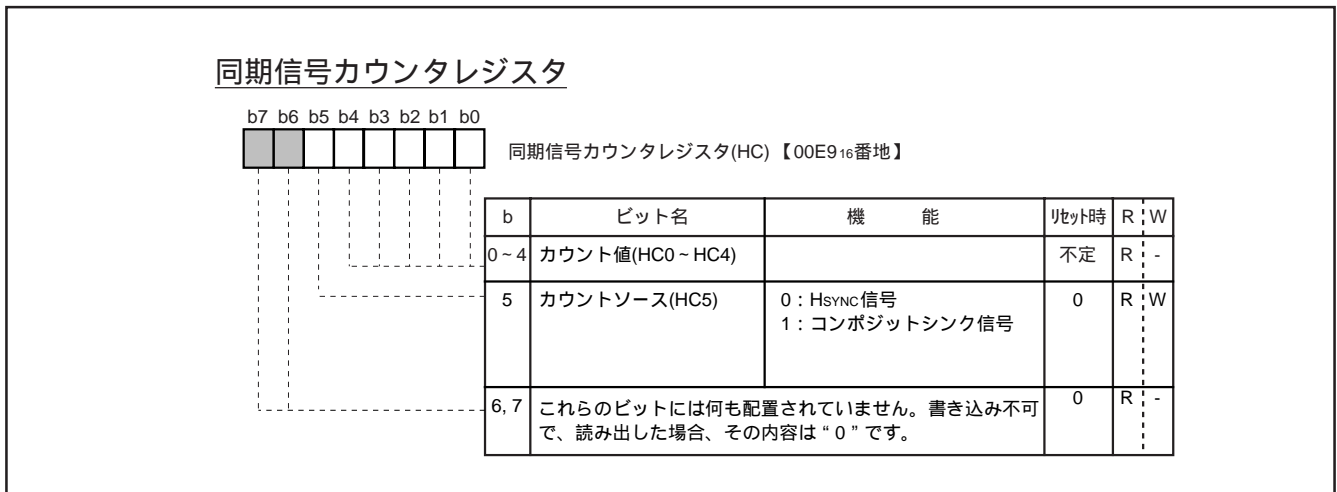 同期信号カウンタレジスタ
b7 b6 b5 b4 b3 b2 b1 b0
同期信号カウンタレジスタ(HC)【00E916番地】
b ビット名 機 能 リセット時 R W
0~4 カウント値(HC0~HC4) 不定 R -
5 カウントソース(HC5) 0:HSYNC信号 0 R W
1:コンポジットシンク信号
6, 7 これらのビットには何も配置されていません。書き込み不可 0 R -
で、読み出した場合、その内容は“0”です。